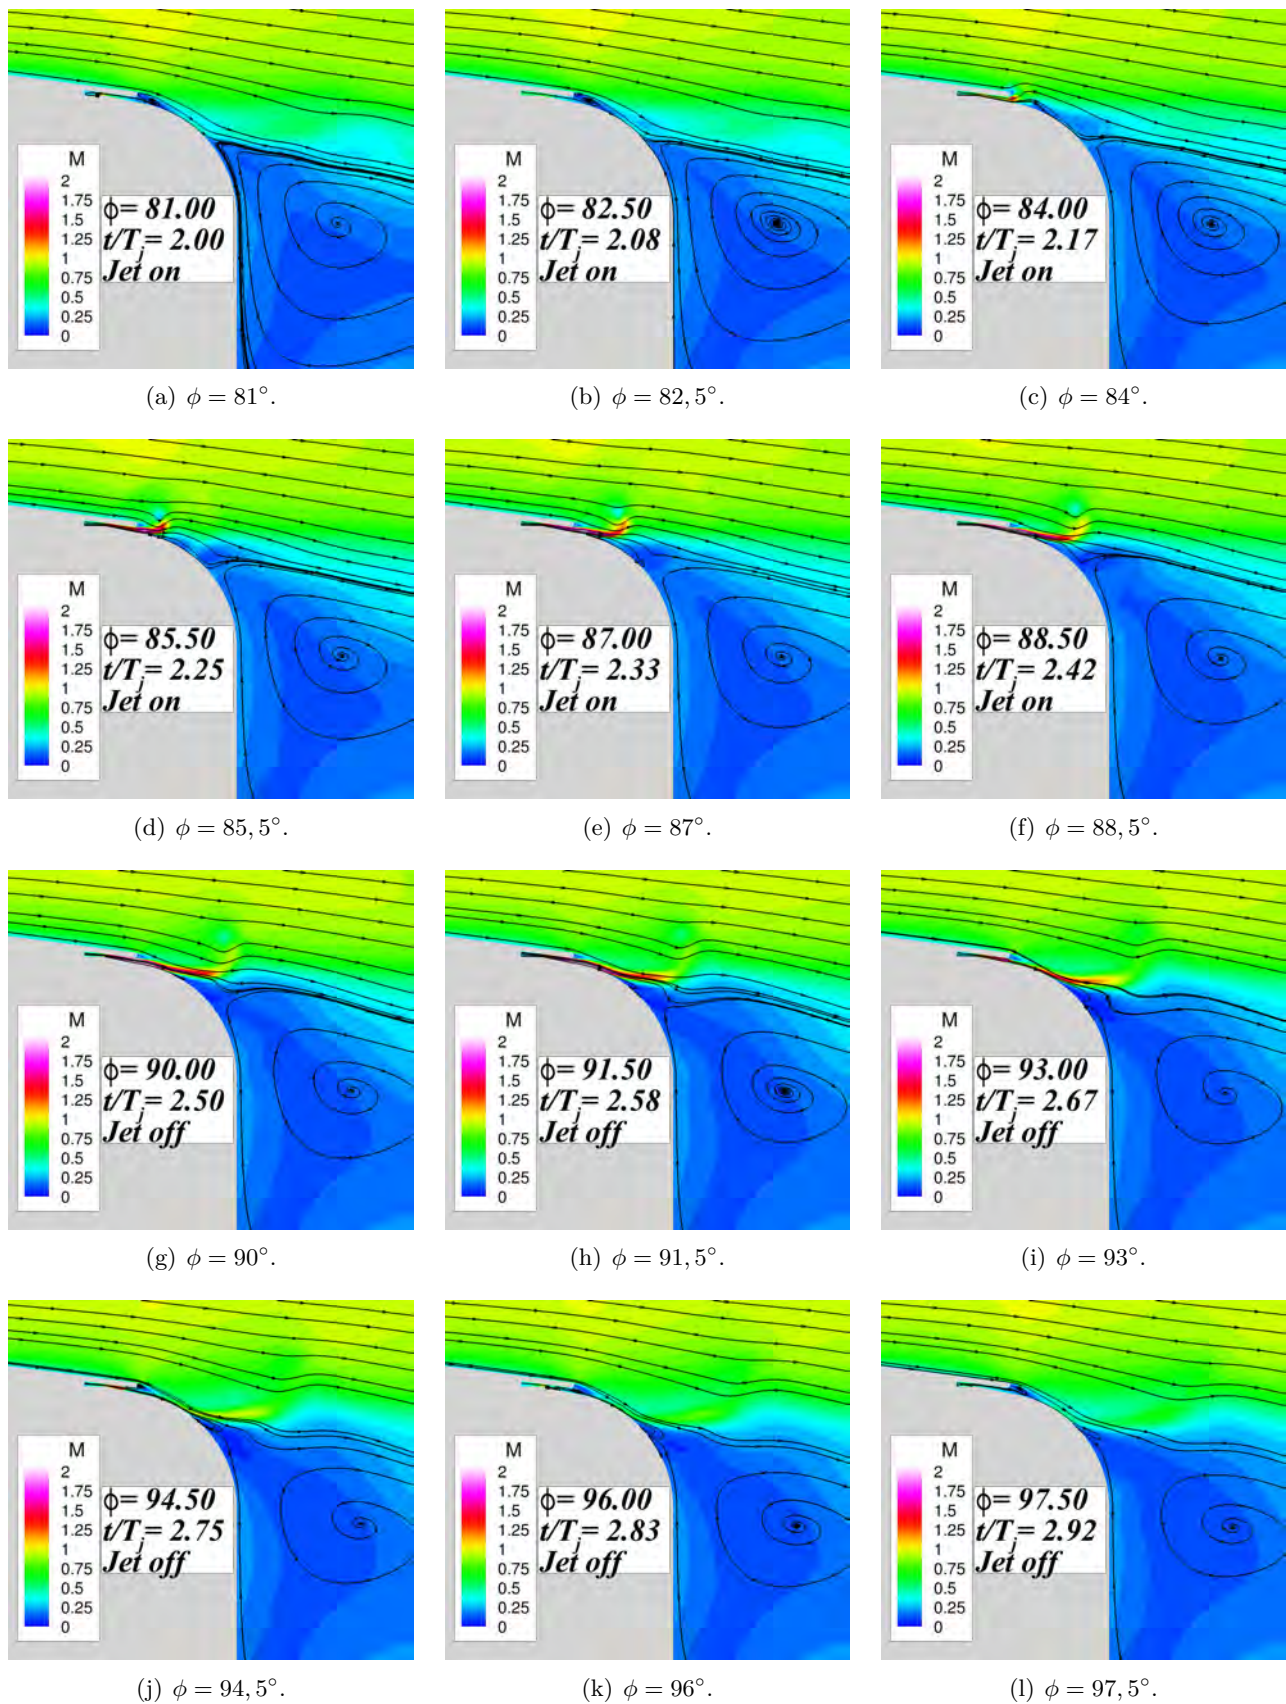 M
2
1.75
1.5
1.25
1
0.75
0.5
0.25
0
ϕ= 81.00
t/Tj= 2.00
Jet on
(a) ϕ = 81°.
M
2
1.75
1.5
1.25
1
0.75
0.5
0.25
0
ϕ= 82.50
t/Tj= 2.08
Jet on
(b) ϕ = 82, 5°.
M
2
1.75
1.5
1.25
1
0.75
0.5
0.25
0
ϕ= 84.00
t/Tj= 2.17
Jet on
(c) ϕ = 84°.
M
2
1.75
1.5
1.25
1
0.75
0.5
0.25
0
ϕ= 85.50
t/Tj= 2.25
Jet on
(d) ϕ = 85, 5°.
M
2
1.75
1.5
1.25
1
0.75
0.5
0.25
0
ϕ= 87.00
t/Tj= 2.33
Jet on
(e) ϕ = 87°.
M
2
1.75
1.5
1.25
1
0.75
0.5
0.25
0
ϕ= 88.50
t/Tj= 2.42
Jet on
(f) ϕ = 88, 5°.
M
2
1.75
1.5
1.25
1
0.75
0.5
0.25
0
ϕ= 90.00
t/Tj= 2.50
Jet off
(g) ϕ = 90°.
M
2
1.75
1.5
1.25
1
0.75
0.5
0.25
0
ϕ= 91.50
t/Tj= 2.58
Jet off
(h) ϕ = 91, 5°.
M
2
1.75
1.5
1.25
1
0.75
0.5
0.25
0
ϕ= 93.00
t/Tj= 2.67
Jet off
(i) ϕ = 93°.
M
2
1.75
1.5
1.25
1
0.75
0.5
0.25
0
ϕ= 94.50
t/Tj= 2.75
Jet off
(j) ϕ = 94, 5°.
M
2
1.75
1.5
1.25
1
0.75
0.5
0.25
0
ϕ= 96.00
t/Tj= 2.83
Jet off
(k) ϕ = 96°.
M
2
1.75
1.5
1.25
1
0.75
0.5
0.25
0
ϕ= 97.50
t/Tj= 2.92
Jet off
(l) ϕ = 97, 5°.